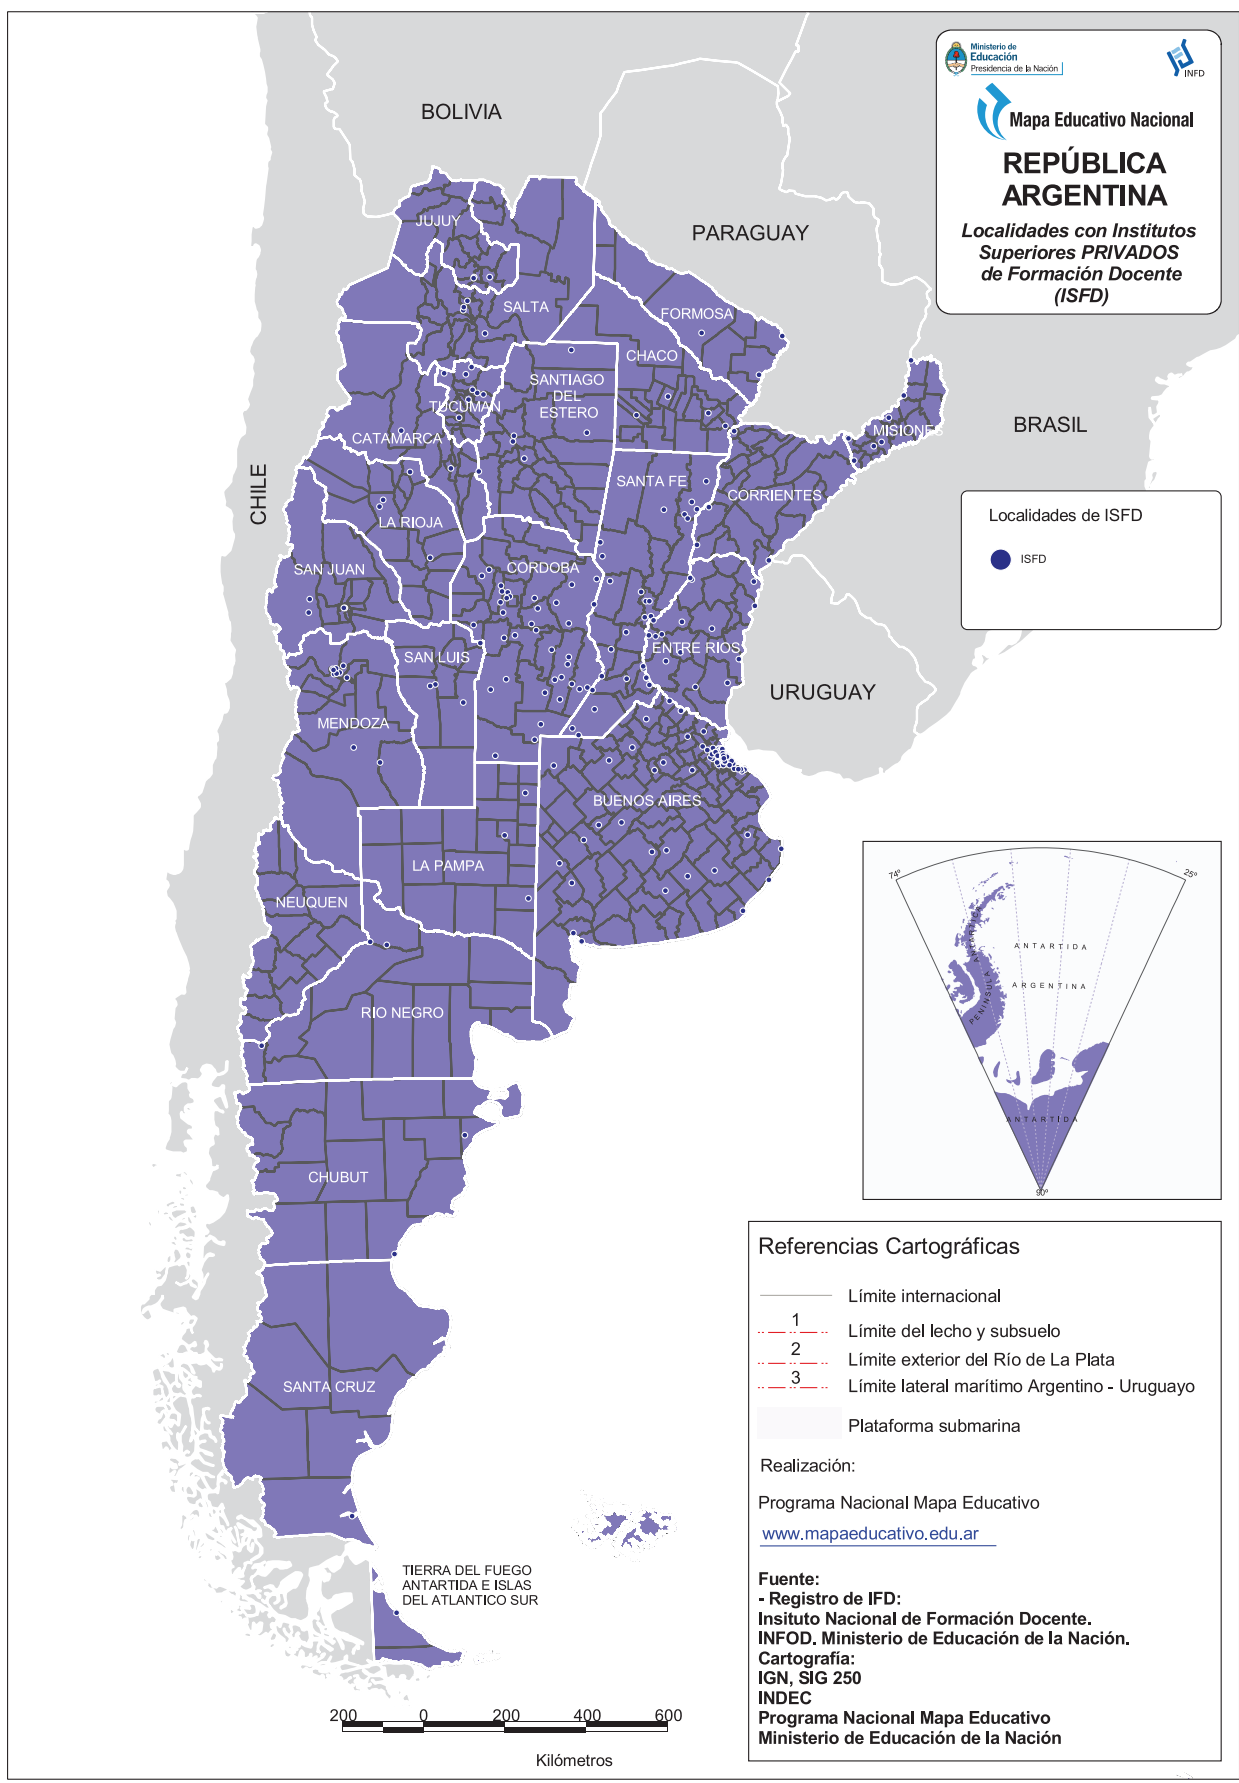 Ministerio de
Educación
Presidencia de la Nación
INFD
Mapa Educativo Nacional
REPÚBLICA
ARGENTINA
Localidades con Institutos
Superiores PRIVADOS
de Formación Docente
(ISFD)
BOLIVIA
PARAGUAY
BRASIL
CHILE
URUGUAY
JUJUY
SALTA
FORMOSA
CHACO
SANTIAGO
DEL
ESTERO
TUCUMAN
CATAMARCA
MISIONES
SANTA FE
CORRIENTES
LA RIOJA
SAN JUAN
CORDOBA
SAN LUIS
ENTRE RIOS
MENDOZA
BUENOS AIRES
LA PAMPA
NEUQUEN
RIO NEGRO
CHUBUT
SANTA CRUZ
TIERRA DEL FUEGO
ANTARTIDA E ISLAS
DEL ATLANTICO SUR
Localidades de ISFD
ISFD
74º
25º
PENINSULA ANTARTICA
ANTARTIDA
ARGENTINA
ANTARTIDA
90º
Referencias Cartográficas
Límite internacional
1
Límite del lecho y subsuelo
2
Límite exterior del Río de La Plata
3
Límite lateral marítimo Argentino - Uruguayo
Plataforma submarina
Realización:
Programa Nacional Mapa Educativo
www.mapaeducativo.edu.ar
Fuente:
- Registro de IFD:
Insituto Nacional de Formación Docente.
INFOD. Ministerio de Educación de la Nación.
Cartografía:
IGN, SIG 250
INDEC
Programa Nacional Mapa Educativo
Ministerio de Educación de la Nación
200 0 200 400 600
Kilómetros